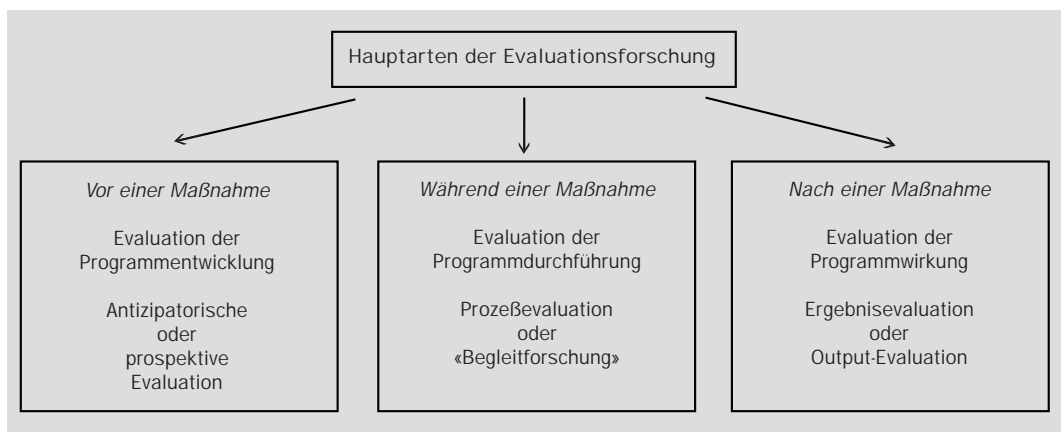 Hauptarten der Evaluationsforschung
Vor einer Maßnahme
Evaluation der
Programmentwicklung
Antizipatorische
oder
prospektive
Evaluation
Während einer Maßnahme
Evaluation der
Programmdurchführung
Prozeßevaluation
oder
«Begleitforschung»
Nach einer Maßnahme
Evaluation der
Programmwirkung
Ergebnisevaluation
oder
Output-Evaluation